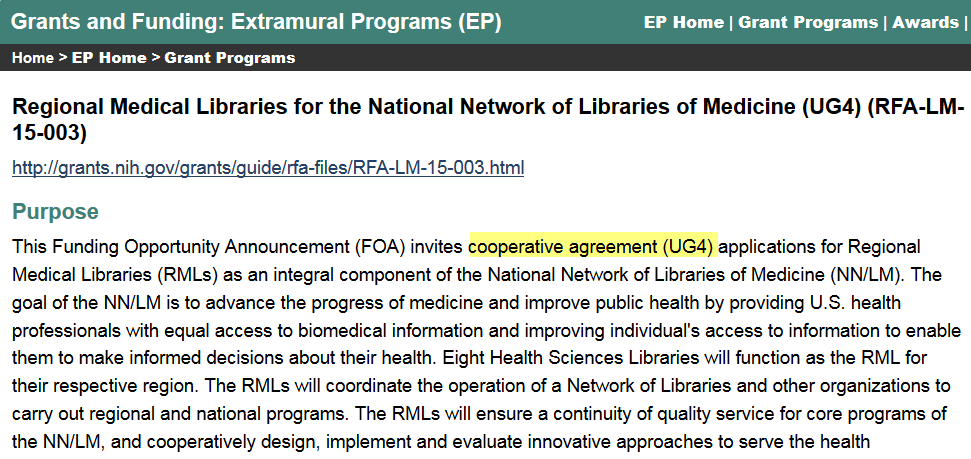 Grants and Funding: Extramural Programs (EP)
EP Home | Grant Programs | Awards |
Home > EP Home > Grant Programs
Regional Medical Libraries for the National Network of Libraries of Medicine (UG4) (RFA-LM-
15-003)
http://grants.nih.gov/grants/guide/rfa-files/RFA-LM-15-003.html
Purpose
This Funding Opportunity Announcement (FOA) invites cooperative agreement (UG4) applications for Regional
Medical Libraries (RMLs) as an integral component of the National Network of Libraries of Medicine (NN/LM). The
goal of the NN/LM is to advance the progress of medicine and improve public health by providing U.S. health
professionals with equal access to biomedical information and improving individual's access to information to enable
them to make informed decisions about their health. Eight Health Sciences Libraries will function as the RML for
their respective region. The RMLs will coordinate the operation of a Network of Libraries and other organizations to
carry out regional and national programs. The RMLs will ensure a continuity of quality service for core programs of
the NN/LM, and cooperatively design, implement and evaluate innovative approaches to serve the health